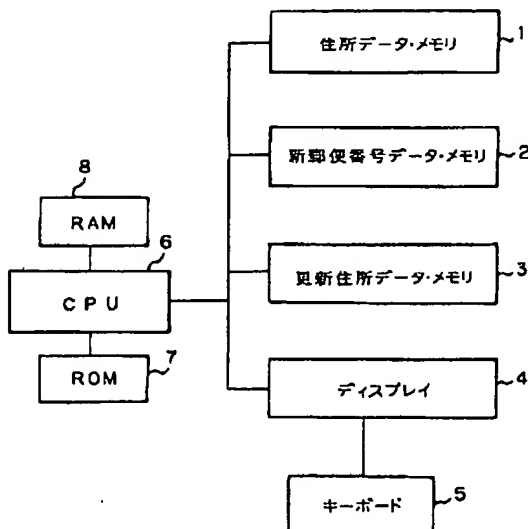 住所データ・メモリ
1
新郵便番号データ・メモリ
2
8
RAM
6
更新住所データ・メモリ
3
CPU
ROM
7
ディスプレイ
4
キーボード
5